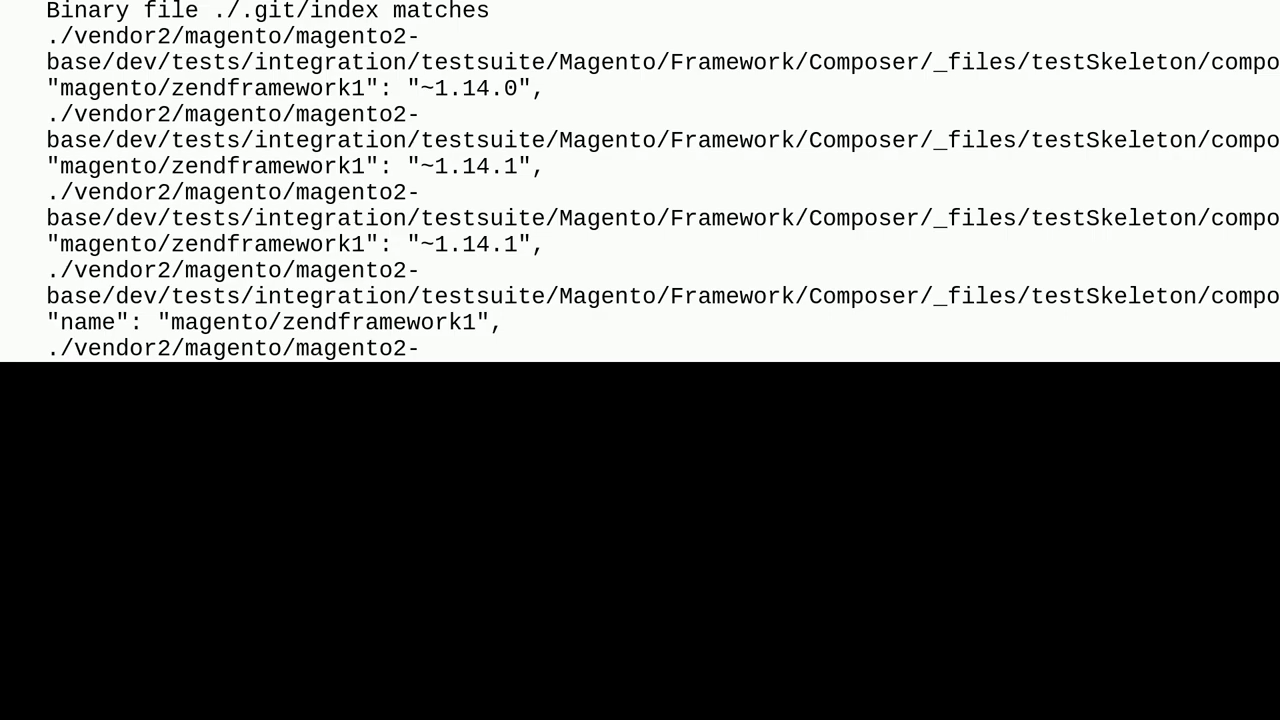 Binary file ./.git/index matches
./vendor2/magento/magento2-
base/dev/tests/integration/testsuite/Magento/Framework/Composer/_files/testSkeleton/compo
"magento/zendframework1": "~1.14.0",
./vendor2/magento/magento2-
base/dev/tests/integration/testsuite/Magento/Framework/Composer/_files/testSkeleton/compo
"magento/zendframework1": "~1.14.1",
./vendor2/magento/magento2-
base/dev/tests/integration/testsuite/Magento/Framework/Composer/_files/testSkeleton/compo
"magento/zendframework1": "~1.14.1",
./vendor2/magento/magento2-
base/dev/tests/integration/testsuite/Magento/Framework/Composer/_files/testSkeleton/compo
"name": "magento/zendframework1",
./vendor2/magento/magento2-